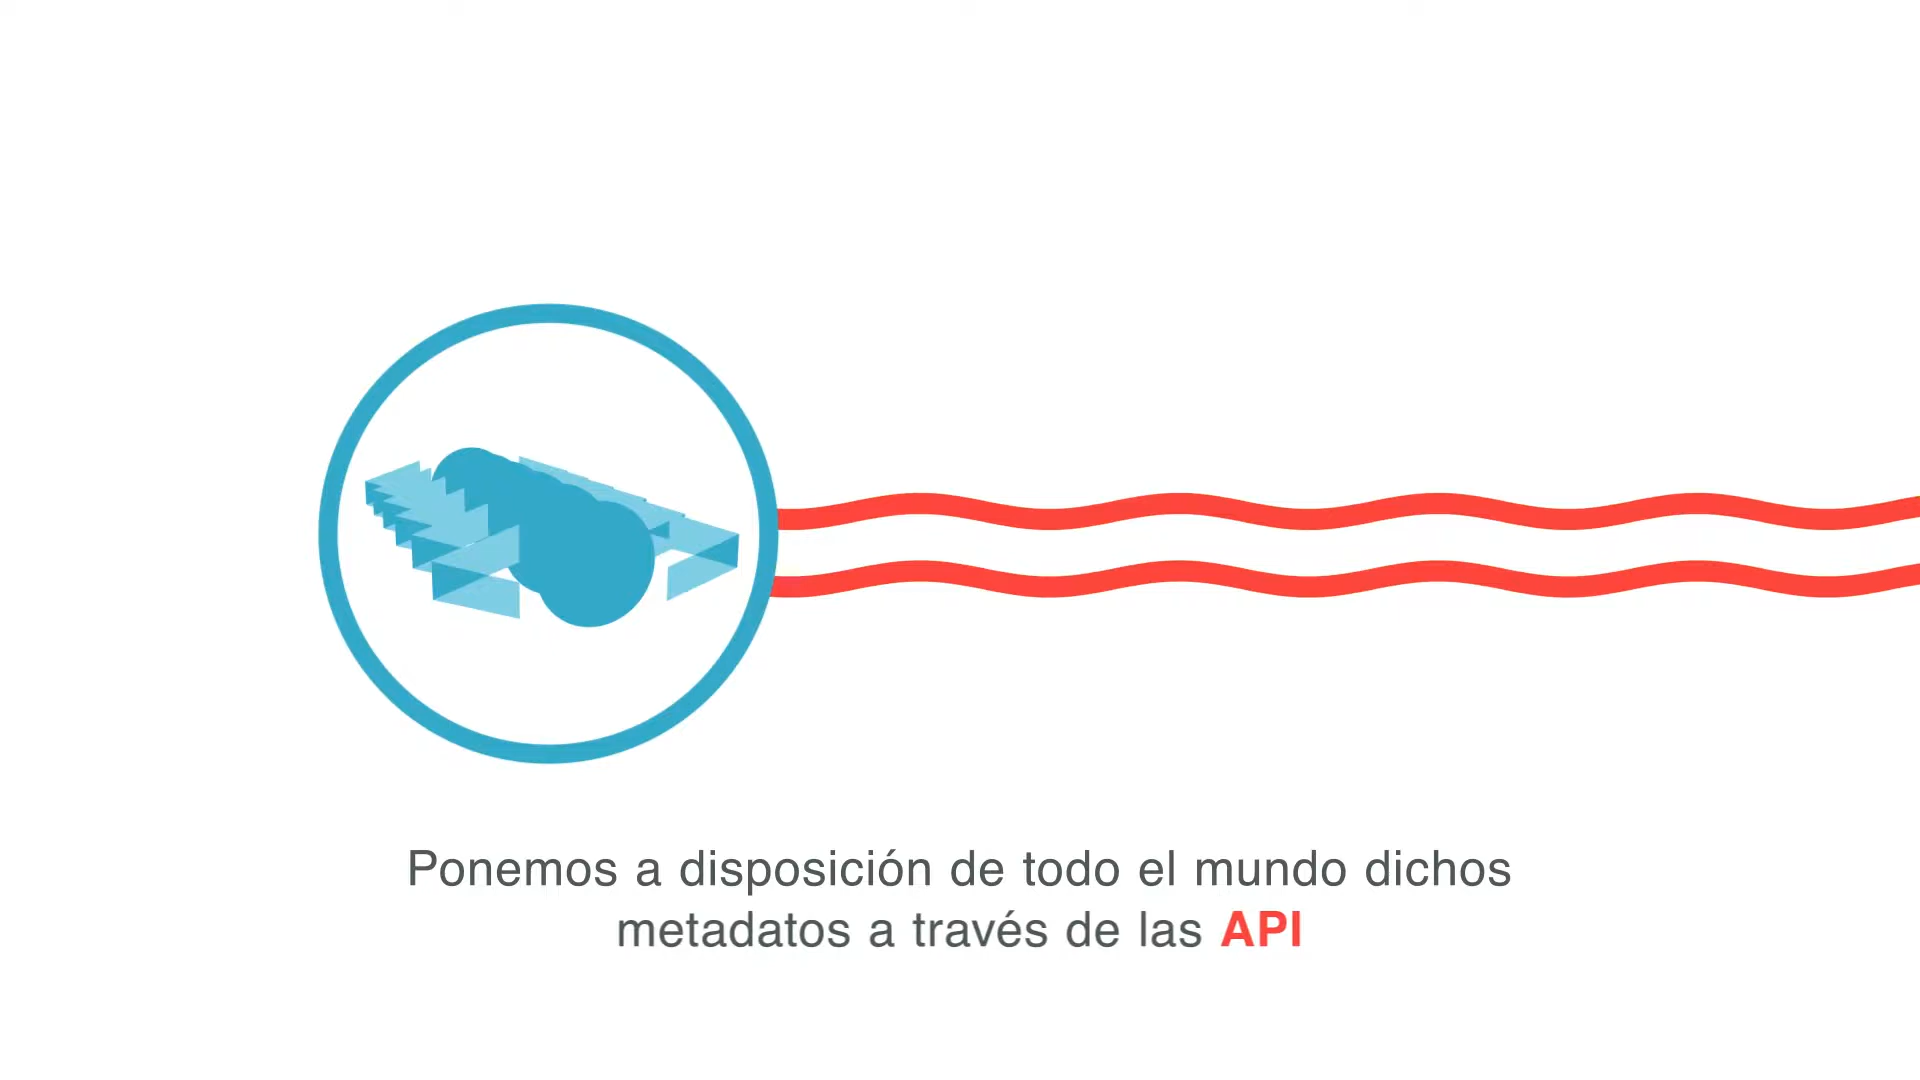 Ponemos a disposición de todo el mundo dichos
metadatos a través de las API